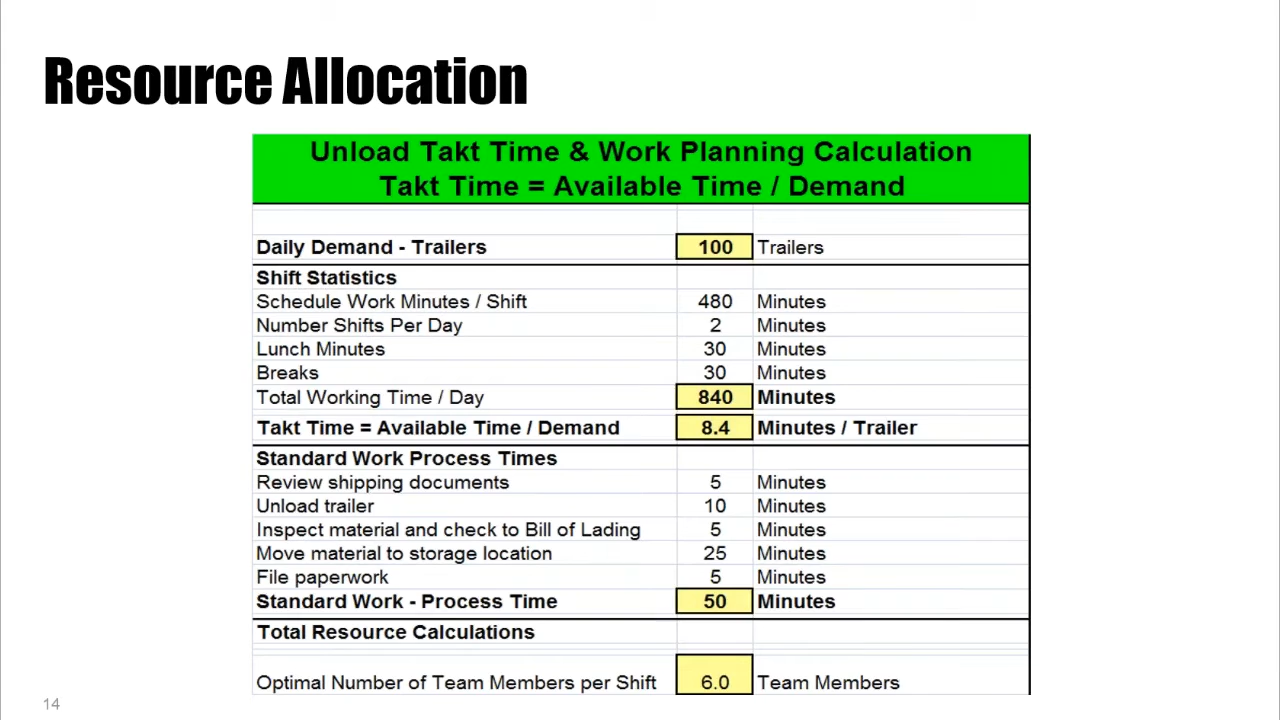 Resource Allocation
Unload Takt Time & Work Planning Calculation
Takt Time = Available Time / Demand
Daily Demand - Trailers 100 Trailers
Shift Statistics
Schedule Work Minutes / Shift 480 Minutes
Number Shifts Per Day 2 Minutes
Lunch Minutes 30 Minutes
Breaks 30 Minutes
Total Working Time / Day 840 Minutes
Takt Time = Available Time / Demand 8.4 Minutes / Trailer
Standard Work Process Times
Review shipping documents 5 Minutes
Unload trailer 10 Minutes
Inspect material and check to Bill of Lading 5 Minutes
Move material to storage location 25 Minutes
File paperwork 5 Minutes
Standard Work - Process Time 50 Minutes
Total Resource Calculations
Optimal Number of Team Members per Shift 6.0 Team Members
14